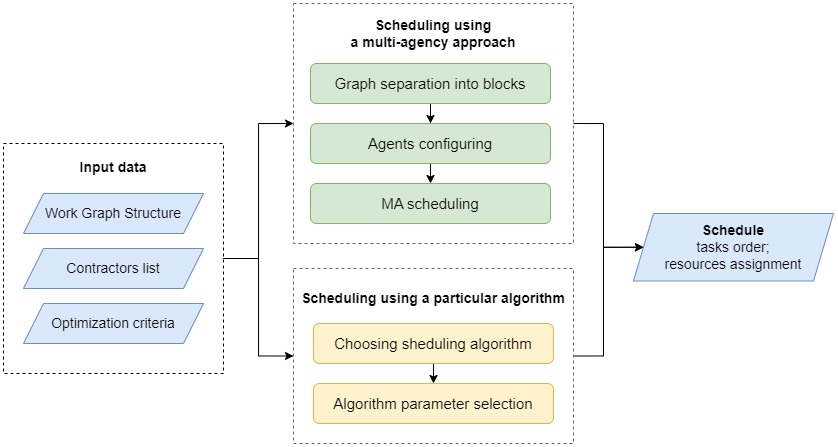 Input data
Work Graph Structure
Contractors list
Optimization criteria
Scheduling using
a multi-agency approach
Graph separation into blocks
Agents configuring
MA scheduling
Scheduling using a particular algorithm
Choosing sheduling algorithm
Algorithm parameter selection
Schedule
tasks order;
resources assignment